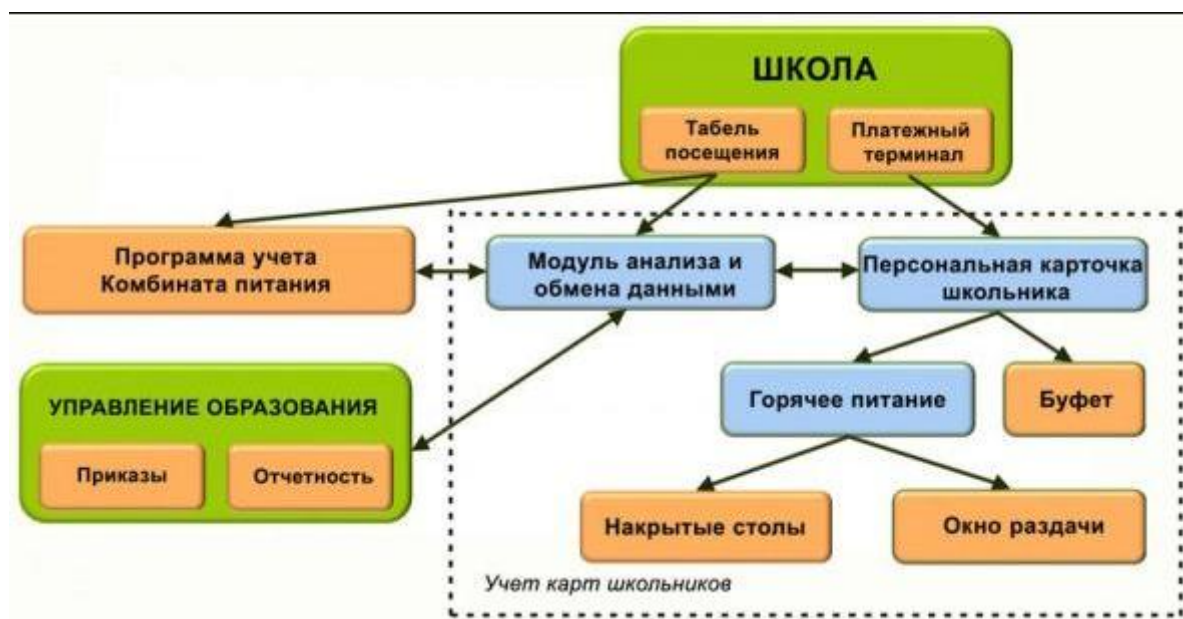 ШКОЛА
Табель
посещения
Платежный
терминал
Программа учета
Комбината питания
Модуль анализа и
обмена данными
Персональная карточка
школьника
УПРАВЛЕНИЕ ОБРАЗОВАНИЯ
Приказы
Отчетность
Горячее питание
Буфет
Накрытые столы
Окно раздачи
Учет карт школьников